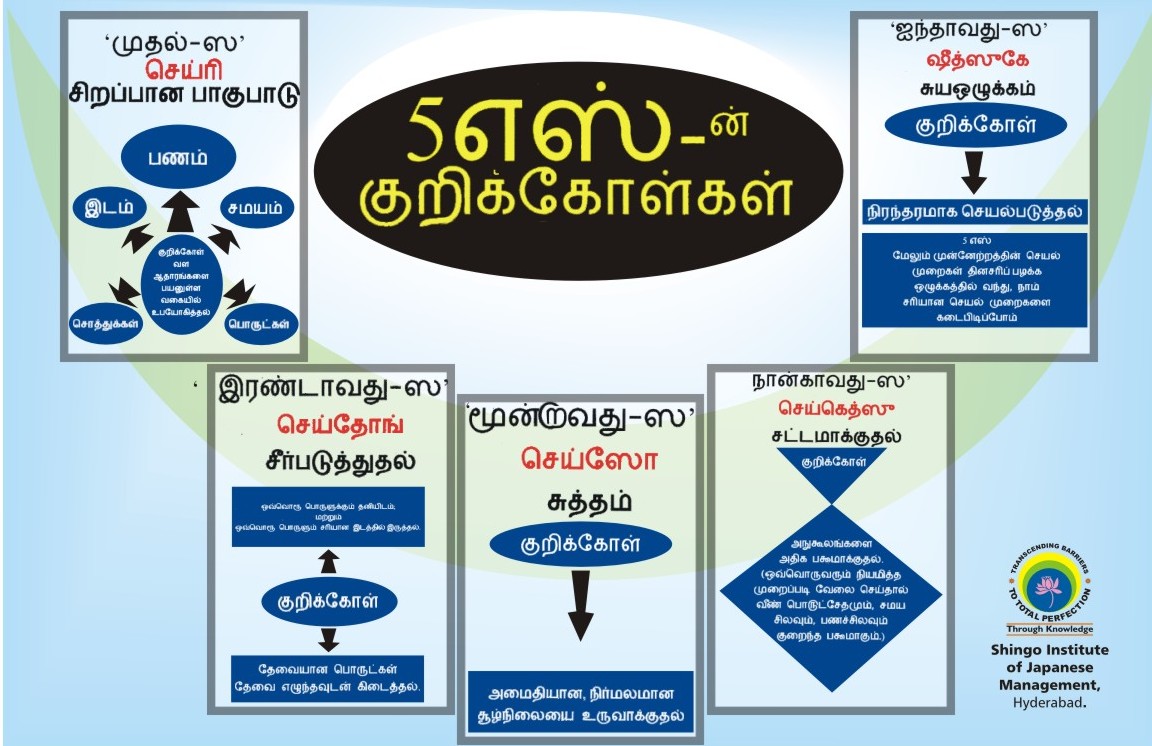 5எஸ்-ன்
குறிக்கோள்கள்
‘முதல்-ஸ’
செய்ரி
சிறப்பான பாகுபாடு
பணம்
இடம்
சமயம்
குறிக்கோள்
வள
ஆதாரங்களை
பயனுள்ள
வகையில்
உபயோகித்தல்
சொத்துக்கள்
பொருட்கள்
‘ இரண்டாவது-ஸ’
செய்தோங்
சீர்படுத்துதல்
ஒவ்வொரு பொருளுக்கும் தனியிடம்;
மற்றும்
ஒவ்வொரு பொருளும் சரியான இடத்தில் இருத்தல்.
குறிக்கோள்
தேவையான பொருட்கள்
தேவை எழுந்தவுடன் கிடைத்தல்.
‘மூன்றாவது-ஸ’
செய்ஸோ
சுத்தம்
குறிக்கோள்
அமைதியான, நிர்மலமான
சூழ்நிலையை உருவாக்குதல்
நான்காவது-ஸ’
செய்கெத்ஸு
சட்டமாக்குதல்
குறிக்கோள்
அநுகூலங்களை
அதிக பக்ஷமாக்குதல்.
(ஒவ்வொருவரும் நியமித்த
முறைப்படி வேலை செய்தால்
வீண் பொடுட்சேதமும், சமய
சிலவும், பணச்சிலவும்
குறைந்த பக்ஷமாகும்.)
‘ஐந்தாவது-ஸ’
ஷீத்ஸுகே
சுயஒழுக்கம்
குறிக்கோள்
நிரந்தரமாக செயல்படுத்தல்
5 எஸ்
மேலும் முன்னேற்றத்தின் செயல்
முறைகள் தினசரிப் பழக்க
ஒழுக்கத்தில் வந்து, நாம்
சரியான செயல் முறைகளை
கடைபிடிப்போம்
TRANSCENDING BARRIERS
TO TOTAL PERFECTION
Through Knowledge
Shingo Institute
of Japanese
Management,
Hyderabad.